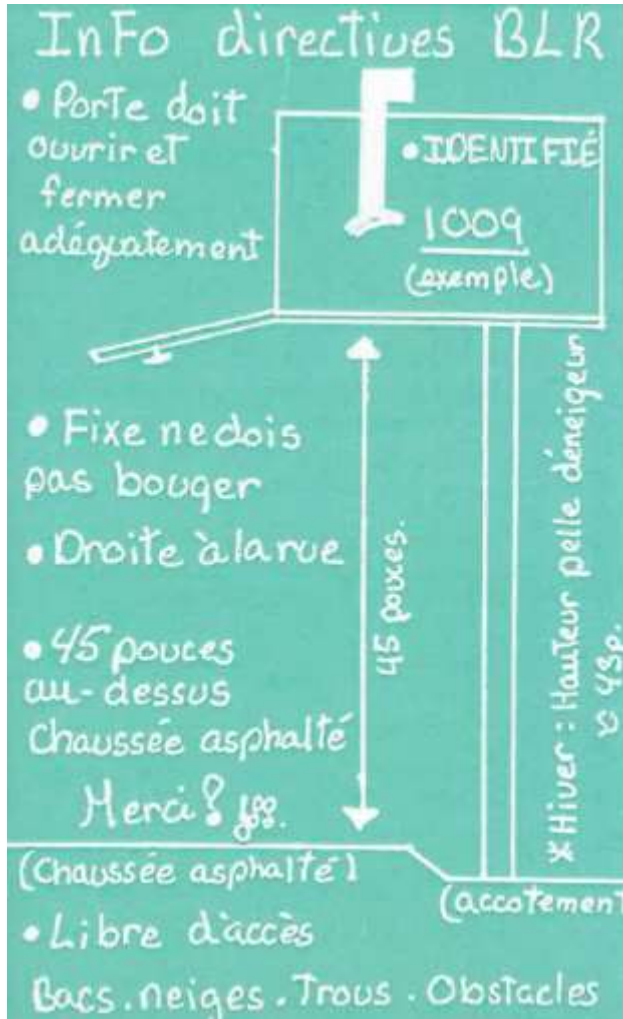 InFo directives BLR
• Porte doit
ouvrir et
fermer
adéquatement
• IDENTIFIÉ
1009
(exemple)
• Fixe ne dois
pas bouger
• Droite à la rue
• 45 pouces
au-dessus
Chaussée asphalté
Merci!
45 pouces.
* Hiver : Hauteur pelle déneigeur
(Chaussée asphalté)
(accotement
• Libre d'accès
Bacs . neiges . Trous . Obstacles